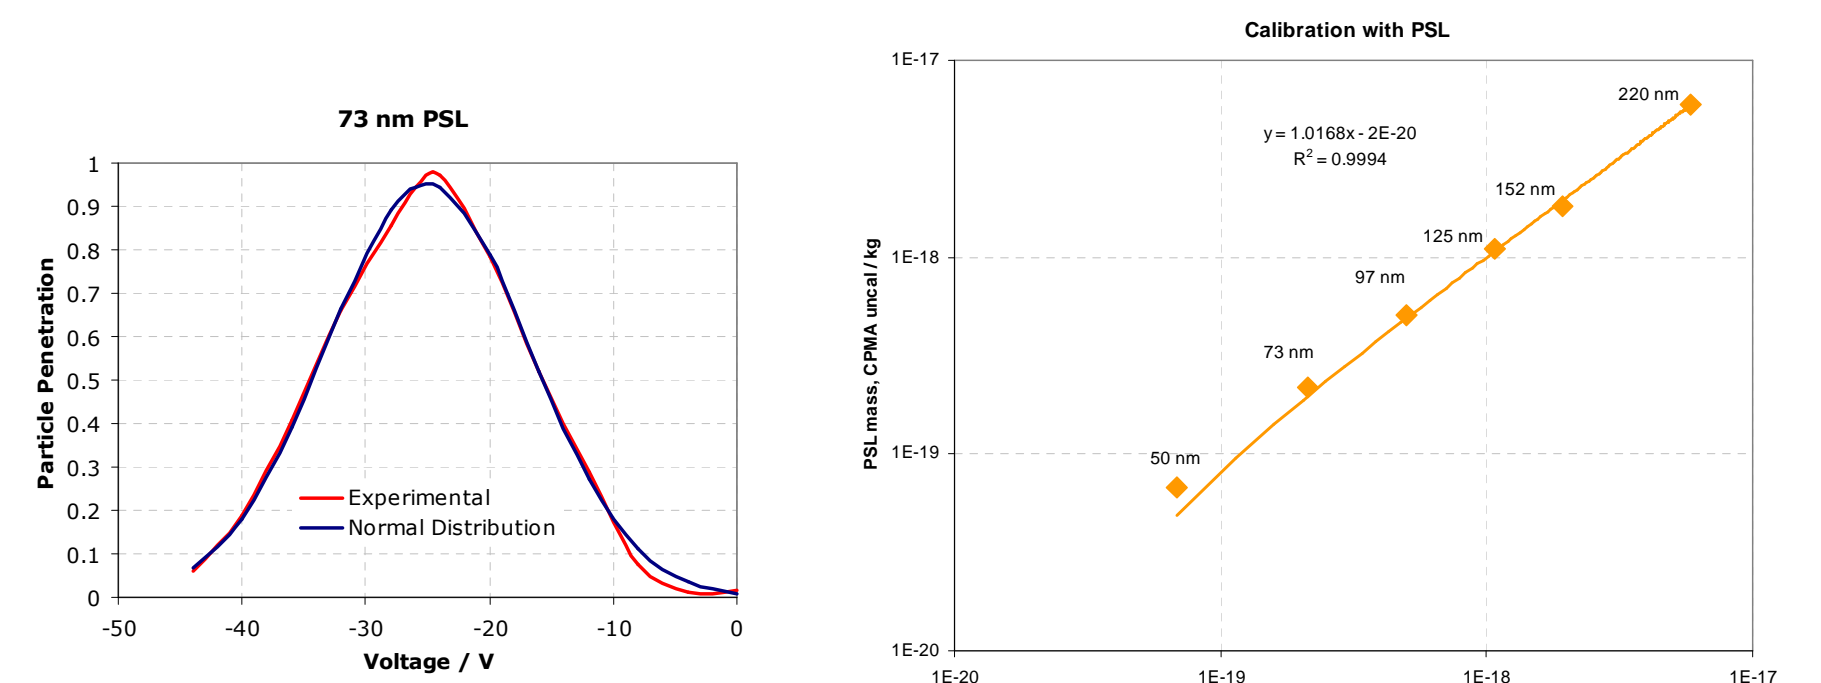 73 nm PSL
1
0.9
0.8
0.7
0.6
0.5
0.4
0.3
0.2
0.1
0
Particle Penetration
Experimental
Normal Distribution
-50 -40 -30 -20 -10 0
Voltage / V
Calibration with PSL
1E-17
1E-18
1E-19
1E-20
PSL mass, CPMA uncal / kg
y = 1.0168x - 2E-20
R² = 0.9994
220 nm
152 nm
125 nm
97 nm
73 nm
50 nm
1E-20 1E-19 1E-18 1E-17